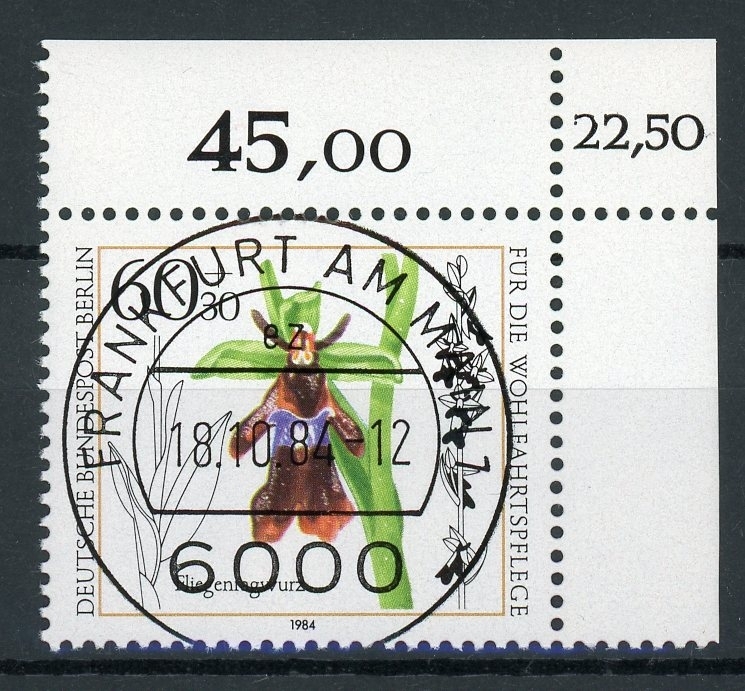 45,00
22,50
DEUTSCHE BUNDESPOST BERLIN
60
+30
FÜR DIE WOHLFAHRTSPFLEGE
FRANKFURT AM MAIN 1
ez
18.10.84-12
6000
Fliegenragwurz
1984